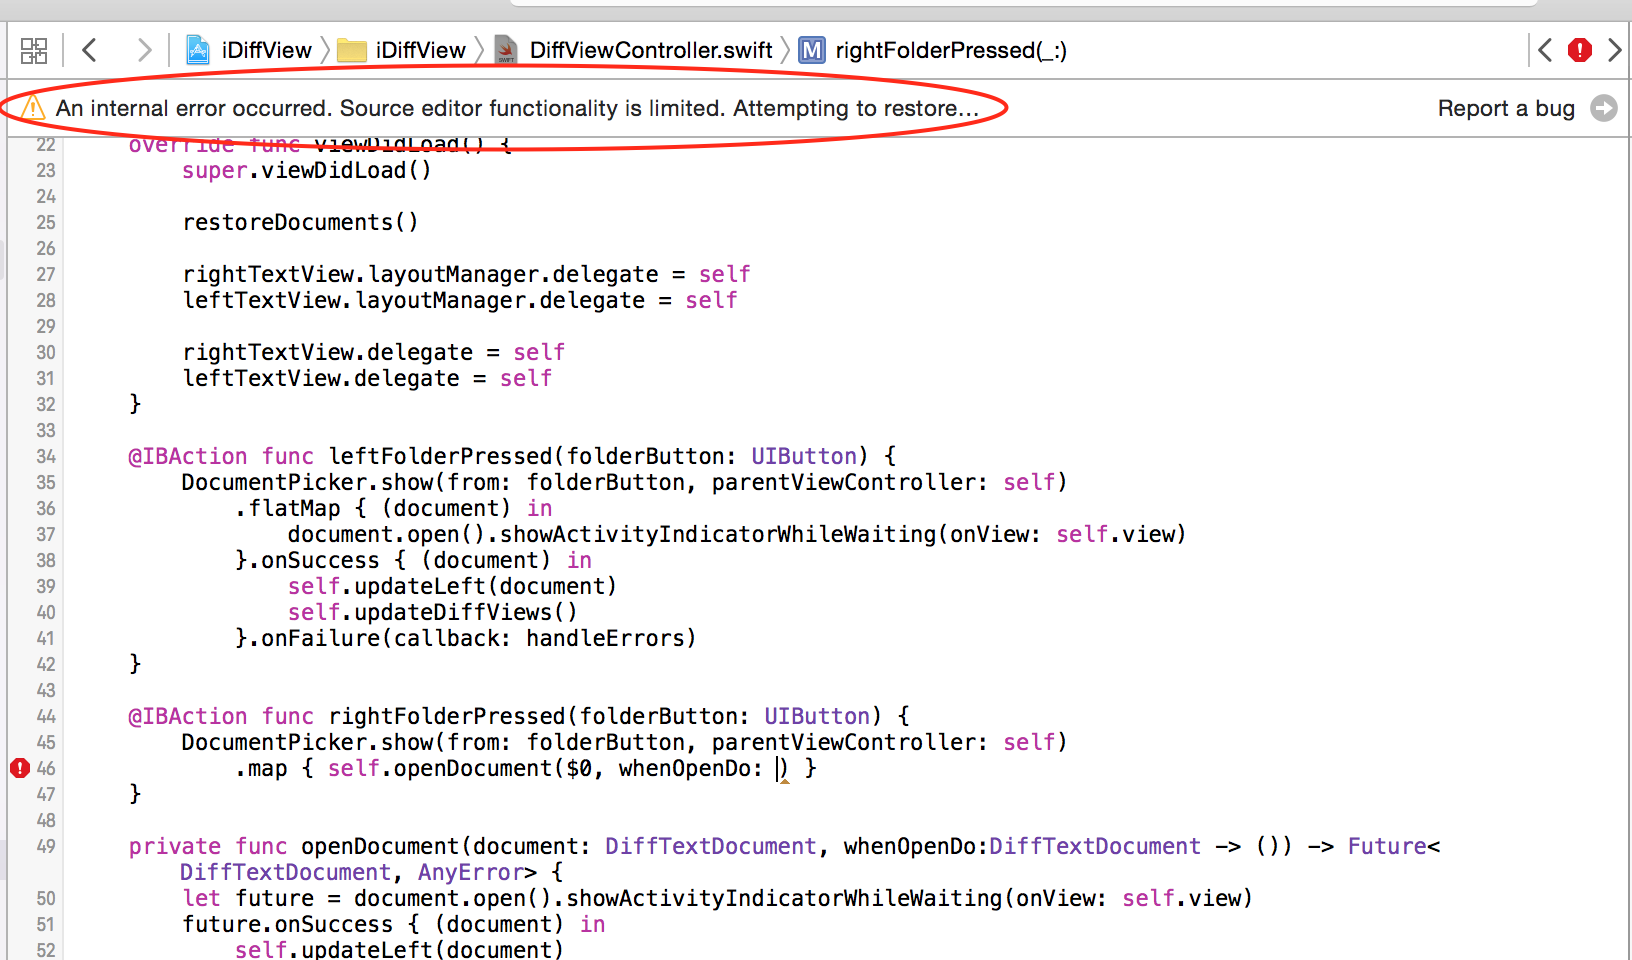 iDiffView iDiffView SWIFT DiffViewController.swift M rightFolderPressed(_:)
An internal error occurred. Source editor functionality is limited. Attempting to restore... Report a bug
22 override func viewDidLoad() {
23 super.viewDidLoad()
24
25 restoreDocuments()
26
27 rightTextView.layoutManager.delegate = self
28 leftTextView.layoutManager.delegate = self
29
30 rightTextView.delegate = self
31 leftTextView.delegate = self
32 }
33
34 @IBAction func leftFolderPressed(folderButton: UIButton) {
35 DocumentPicker.show(from: folderButton, parentViewController: self)
36 .flatMap { (document) in
37 document.open().showActivityIndicatorWhileWaiting(onView: self.view)
38 }.onSuccess { (document) in
39 self.updateLeft(document)
40 self.updateDiffViews()
41 }.onFailure(callback: handleErrors)
42 }
43
44 @IBAction func rightFolderPressed(folderButton: UIButton) {
45 DocumentPicker.show(from: folderButton, parentViewController: self)
46 .map { self.openDocument($0, whenOpenDo: ) }
47 }
48
49 private func openDocument(document: DiffTextDocument, whenOpenDo:DiffTextDocument -> ()) -> Future<
DiffTextDocument, AnyError> {
50 let future = document.open().showActivityIndicatorWhileWaiting(onView: self.view)
51 future.onSuccess { (document) in
52 self.updateLeft(document)